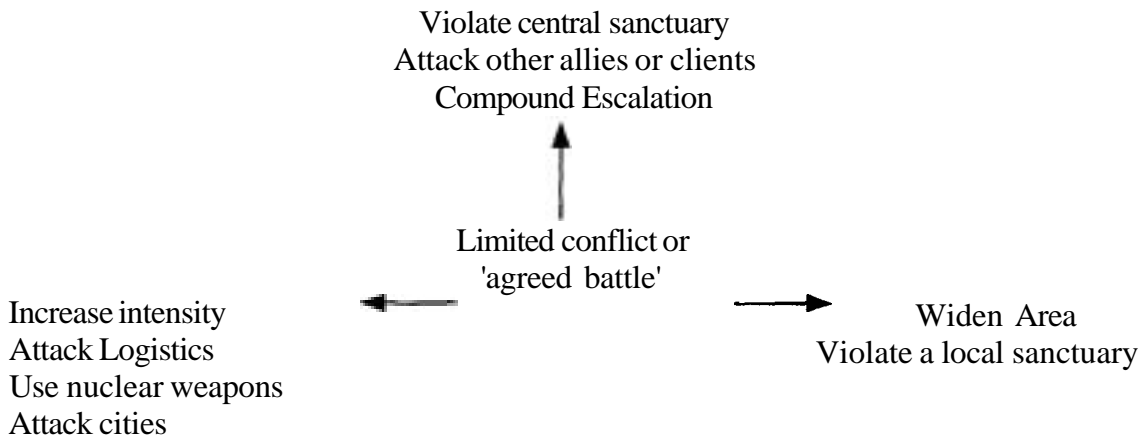 Violate central sanctuary
Attack other allies or clients
Compound Escalation
Limited conflict or
'agreed battle'
Increase intensity
Attack Logistics
Use nuclear weapons
Attack cities
Widen Area
Violate a local sanctuary